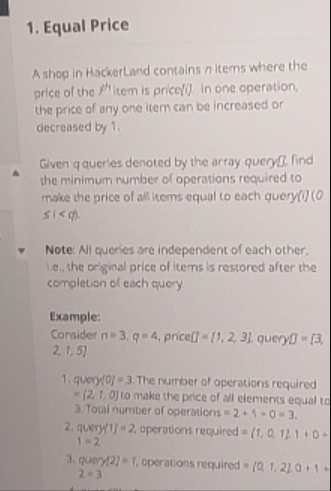 1. Equal Price
A shop in HackerLand contains n items where the
price of the iᵗʰ item is price[i]. In one operation,
the price of any one item can be increased or
decreased by 1.
Given q queries denoted by the array query[], find
the minimum number of operations required to
make the price of all items equal to each query[i] (0
≤ i < q).
Note: All queries are independent of each other,
i.e., the original price of items is restored after the
completion of each query
Example:
Consider n = 3, q = 4, price[] = [1, 2, 3], query[] = [3,
2, 1, 5]
1. query[0] = 3. The number of operations required
= [2, 1, 0] to make the price of all elements equal to
3. Total number of operations = 2 + 1 + 0 = 3.
2. query[1] = 2, operations required = [1, 0, 1]. 1 + 0 +
1 = 2
3. query[2] = 1, operations required = [0, 1, 2]. 0 + 1 +
2 = 3